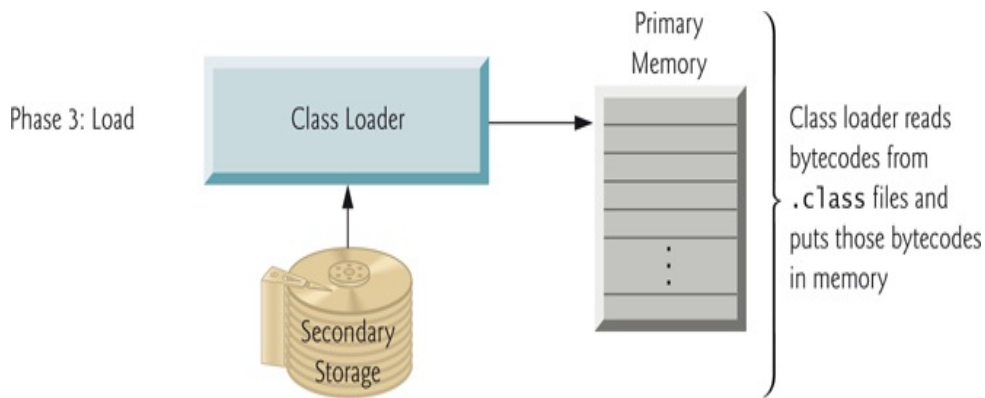 Phase 3: Load
Class Loader
Secondary
Storage
Primary
Memory
Class loader reads
bytecodes from
.class files and
puts those bytecodes
in memory